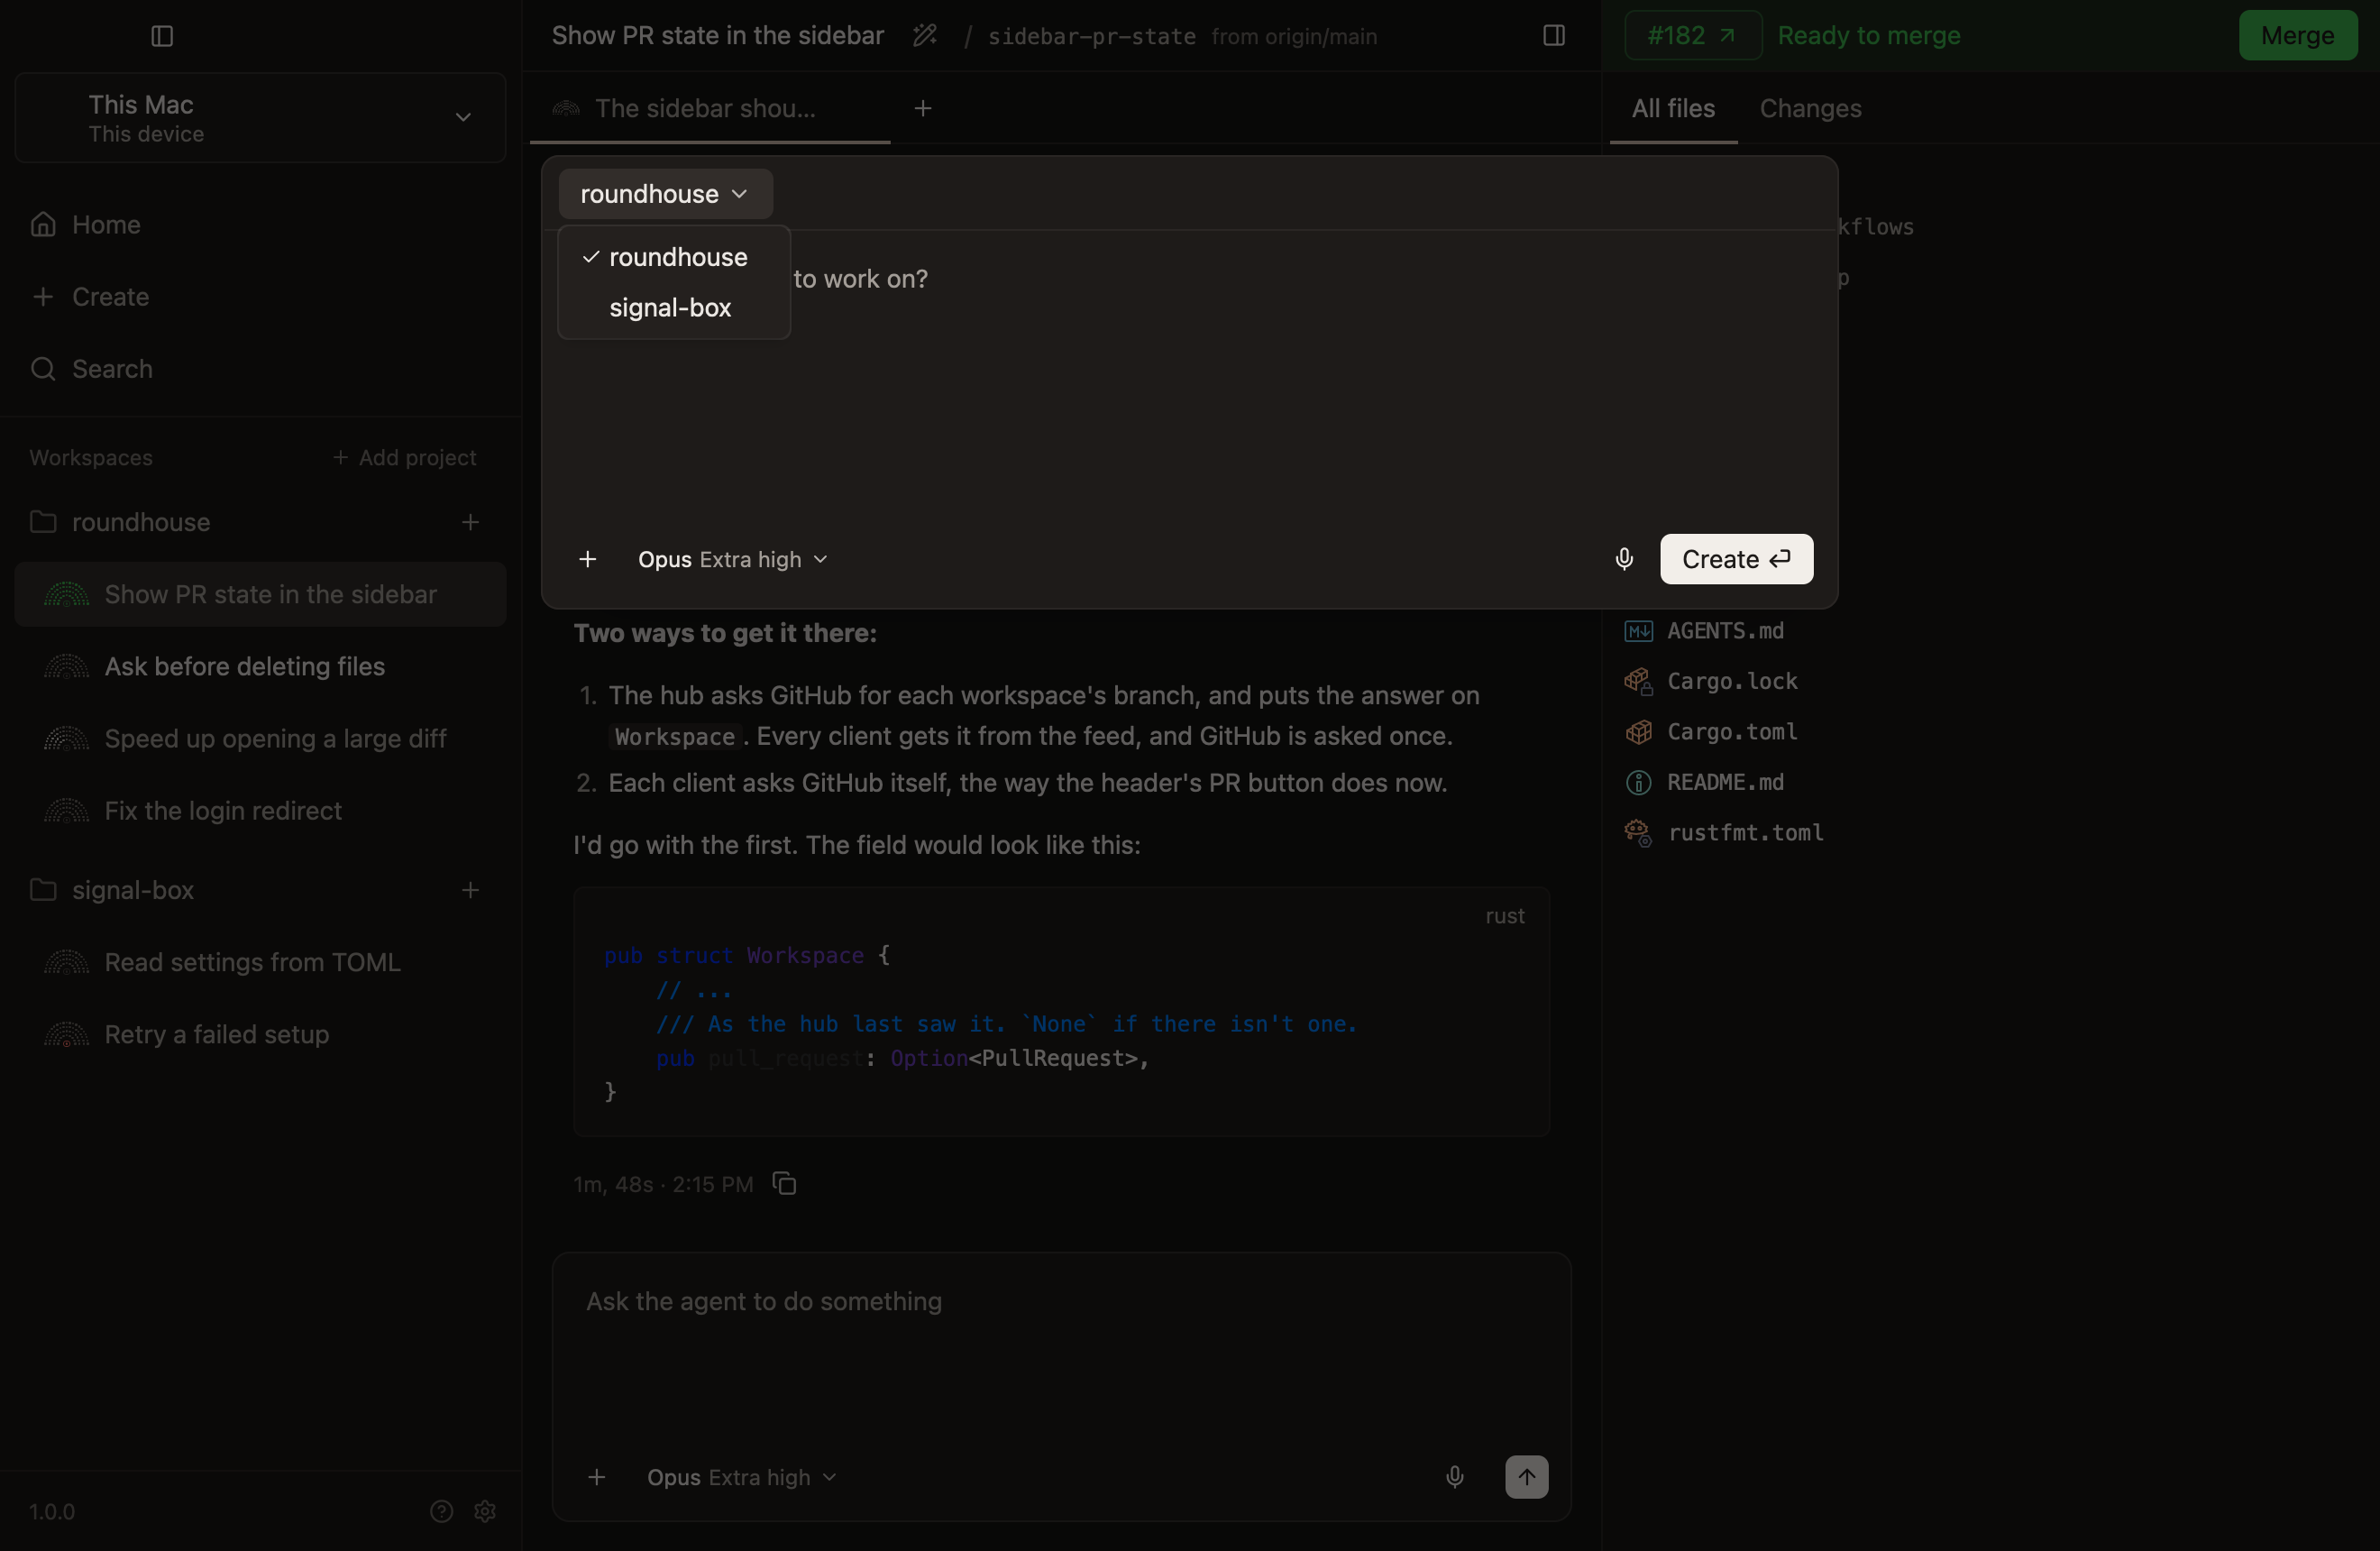 This Mac
This device
Home
Create
Search
Workspaces
Add project
roundhouse
Show PR state in the sidebar
Ask before deleting files
Speed up opening a large diff
Fix the login redirect
signal-box
Read settings from TOML
Retry a failed setup
1.0.0
Show PR state in the sidebar / sidebar-pr-state from origin/main
The sidebar shou...
roundhouse
roundhouse
signal-box
to work on?
Opus Extra high
Create
Two ways to get it there:
1. The hub asks GitHub for each workspace's branch, and puts the answer on
Workspace. Every client gets it from the feed, and GitHub is asked once.
2. Each client asks GitHub itself, the way the header's PR button does now.
I'd go with the first. The field would look like this:
rust
pub struct Workspace {
// ...
/// As the hub last saw it. `None` if there isn't one.
pub pull_request: Option<PullRequest>,
}
1m, 48s · 2:15 PM
Ask the agent to do something
Opus Extra high
#182
Ready to merge
Merge
All files
Changes
kflows
p
AGENTS.md
Cargo.lock
Cargo.toml
README.md
rustfmt.toml